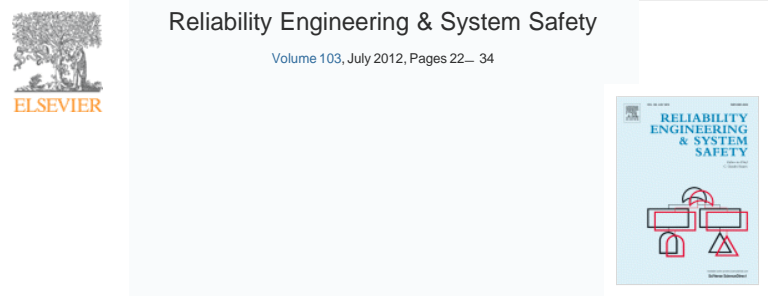 Reliability Engineering & System Safety
Volume 103, July 2012, Pages 22– 34
ELSEVIER
RELIABILITY
ENGINEERING
& SYSTEM
SAFETY